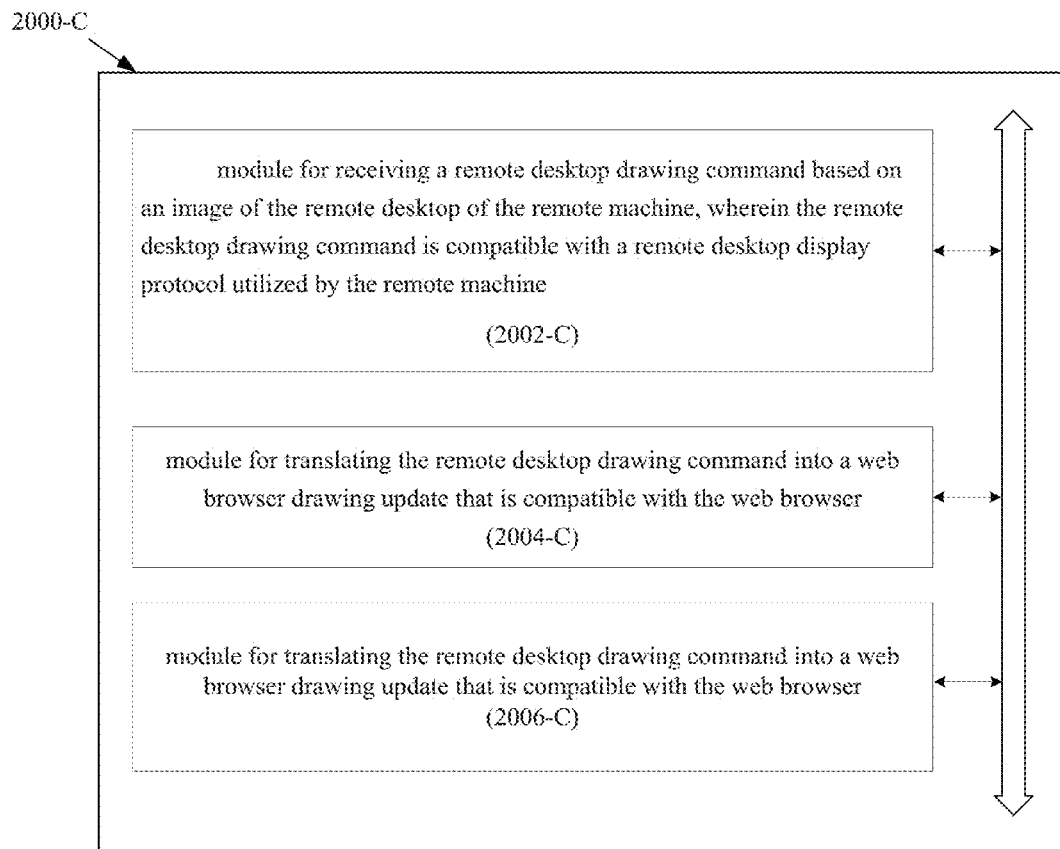 2000-C
module for receiving a remote desktop drawing command based on
an image of the remote desktop of the remote machine, wherein the remote
desktop drawing command is compatible with a remote desktop display
protocol utilized by the remote machine
(2002-C)
module for translating the remote desktop drawing command into a web
browser drawing update that is compatible with the web browser
(2004-C)
module for translating the remote desktop drawing command into a web
browser drawing update that is compatible with the web browser
(2006-C)